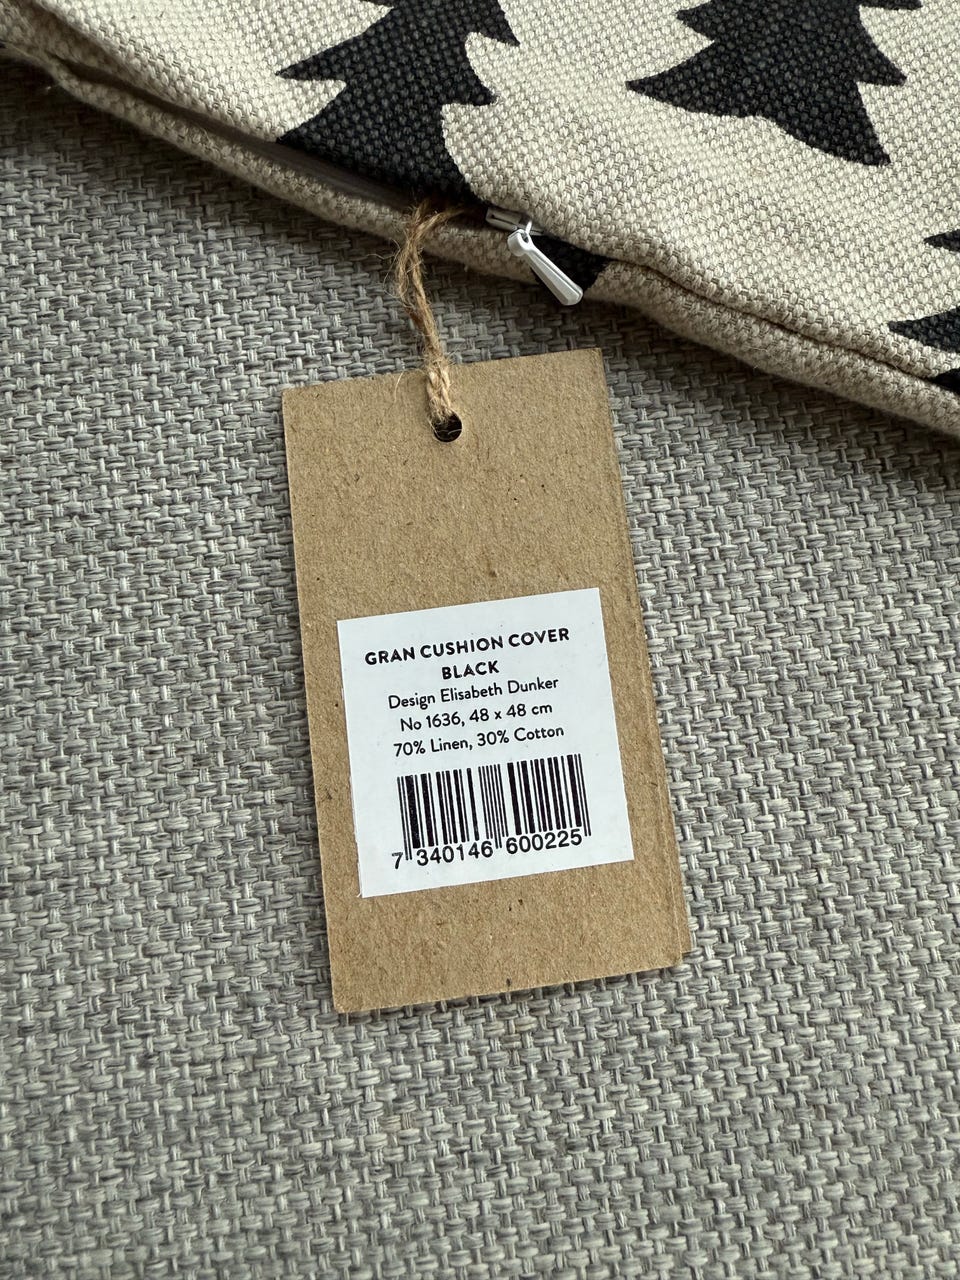 GRAN CUSHION COVER
BLACK
Design Elisabeth Dunker
No 1636, 48 x 48 cm
70% Linen, 30% Cotton
7 340146 600225